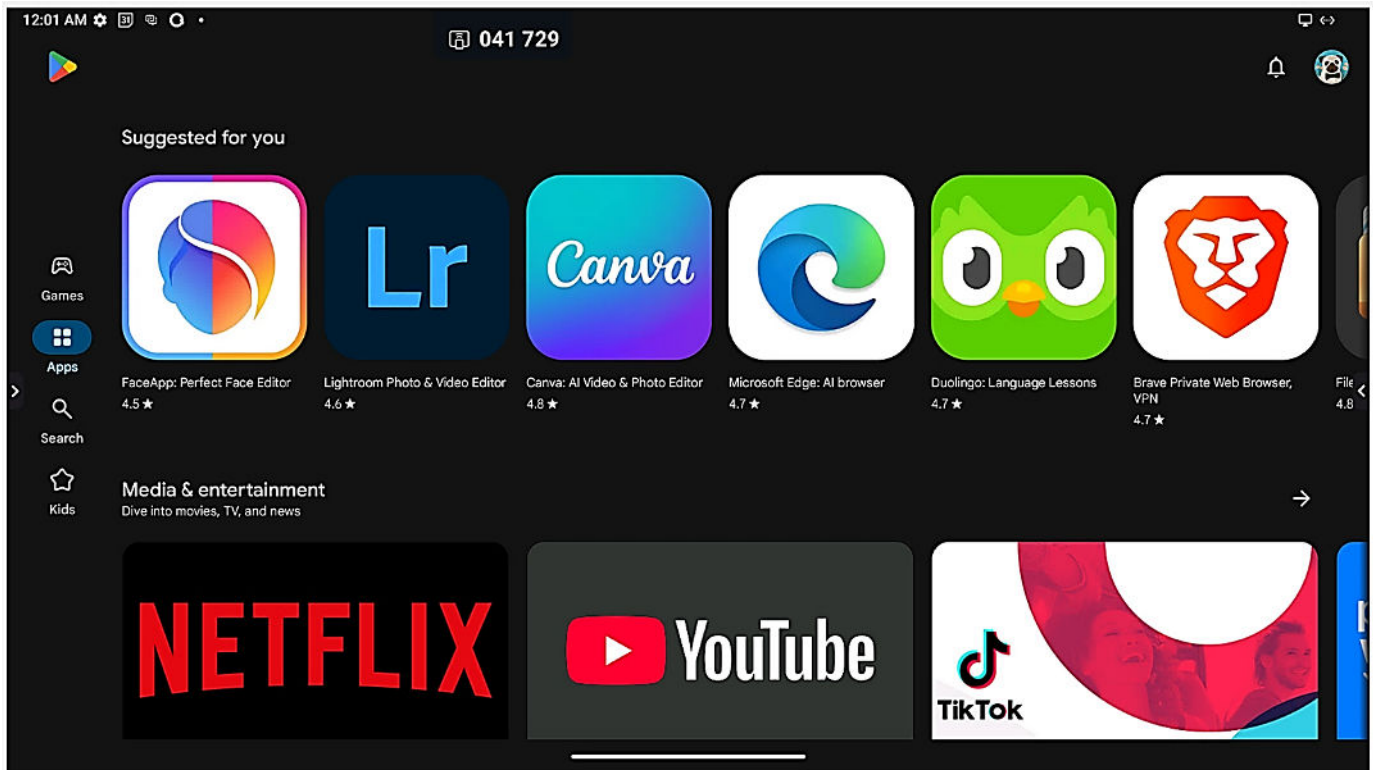 12:01 AM
31
041 729
Suggested for you
Lr
Canva
Games
Apps
Search
Kids
FaceApp: Perfect Face Editor
4.5 ★
Lightroom Photo & Video Editor
4.6 ★
Canva: AI Video & Photo Editor
4.8 ★
Microsoft Edge: AI browser
4.7 ★
Duolingo: Language Lessons
4.7 ★
Brave Private Web Browser,
VPN
4.7 ★
File
4.8
Media & entertainment
Dive into movies, TV, and news
NETFLIX
YouTube
TikTok